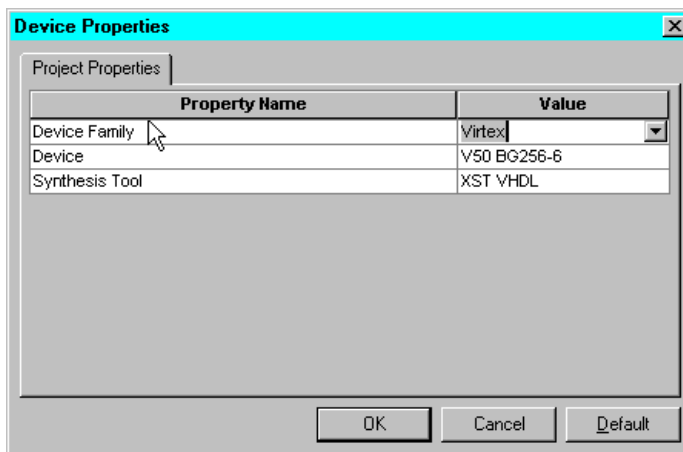 Device Properties
Project Properties
Property Name Value
Device Family Virtex
Device V50 BG256-6
Synthesis Tool XST VHDL
OK Cancel Default